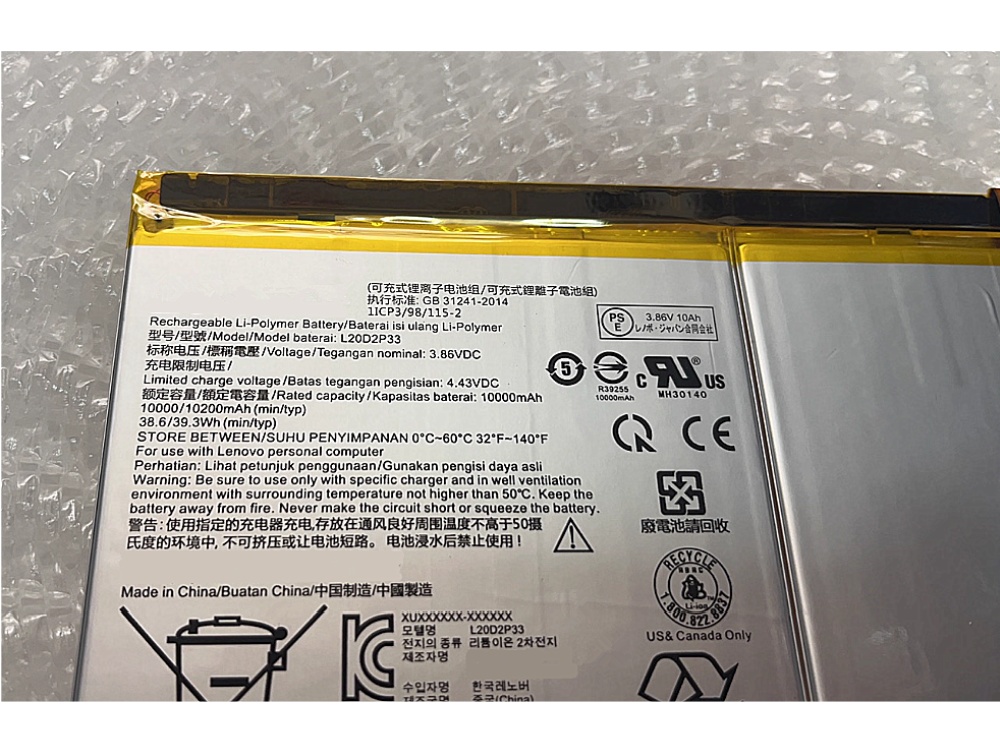 (可充式锂离子电池组/可充式鋰離子電池組)
执行标准: GB 31241-2014
1ICP3/98/115-2
Rechargeable Li-Polymer Battery/Baterai isi ulang Li-Polymer
型号/型號/Model/Model baterai: L20D2P33
标称电压/標稱電壓/Voltage/Tegangan nominal: 3.86VDC
充电限制电压/
Limited charge voltage/Batas tegangan pengisian: 4.43VDC
额定容量/額定電容量/Rated capacity/Kapasitas baterai: 10000mAh
10000/10200mAh (min/typ)
38.6/39.3Wh (min/typ)
STORE BETWEEN/SUHU PENYIMPANAN 0°C~60°C 32°F~140°F
For use with Lenovo personal computer
Perhatian: Lihat petunjuk penggunaan/Gunakan pengisi daya asli
Warning: Be sure to use only with specific charger and in well ventilation
environment with surrounding temperature not higher than 50°C. Keep the
battery away from fire. Never make the circuit short or squeeze the battery.
警告: 使用指定的充电器充电,存放在通风良好周围温度不高于50摄
氏度的环境中, 不可挤压或让电池短路。 电池浸水后禁止使用！
Made in China/Buatan China/中国制造/中國製造
PS
E
3.86V 10Ah
レノボ・ジャパン合同会社
5
R39255
10000mAh
c RU ® US
MH30140
CE
廢電池請回收
RECYCLE
RBRC
Li-ion
1.800.822.8837
US& Canada Only
XUXXXXXX-XXXXXX
모델명 L20D2P33
전지의 종류 리튬이온 2차전지
제조자명
수입자명 한국레노버
제조국명 중국(China)